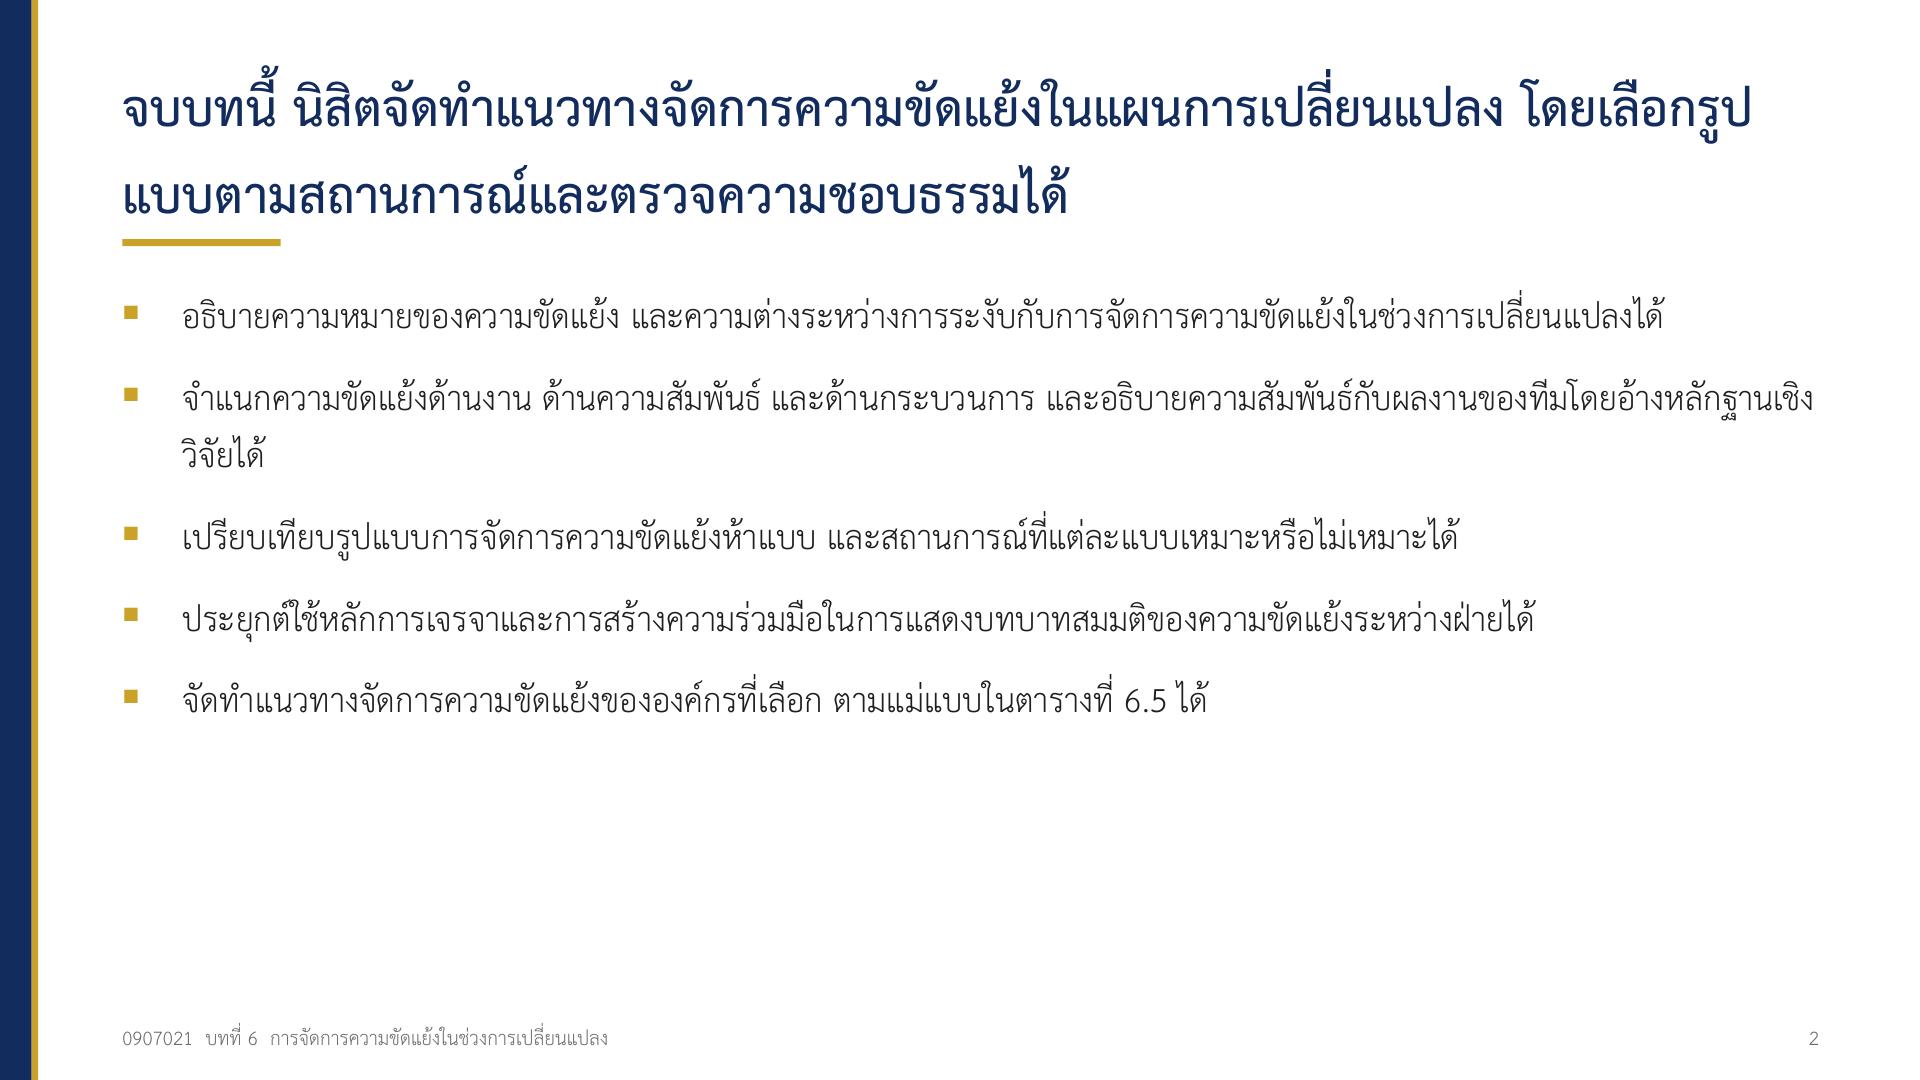 จบบทนี้ นิสิตจัดทำแนวทางจัดการความขัดแย้งในแผนการเปลี่ยนแปลง โดยเลือกรูป
แบบตามสถานการณ์และตรวจความชอบธรรมได้
อธิบายความหมายของความขัดแย้ง และความต่างระหว่างการระงับกับการจัดการความขัดแย้งในช่วงการเปลี่ยนแปลงได้
จำแนกความขัดแย้งด้านงาน ด้านความสัมพันธ์ และด้านกระบวนการ และอธิบายความสัมพันธ์กับผลงานของทีมโดยอ้างหลักฐานเชิง
วิจัยได้
เปรียบเทียบรูปแบบการจัดการความขัดแย้งห้าแบบ และสถานการณ์ที่แต่ละแบบเหมาะหรือไม่เหมาะได้
ประยุกต์ใช้หลักการเจรจาและการสร้างความร่วมมือในการแสดงบทบาทสมมติของความขัดแย้งระหว่างฝ่ายได้
จัดทำแนวทางจัดการความขัดแย้งขององค์กรที่เลือก ตามแม่แบบในตารางที่ 6.5 ได้
0907021 บทที่ 6 การจัดการความขัดแย้งในช่วงการเปลี่ยนแปลง
2